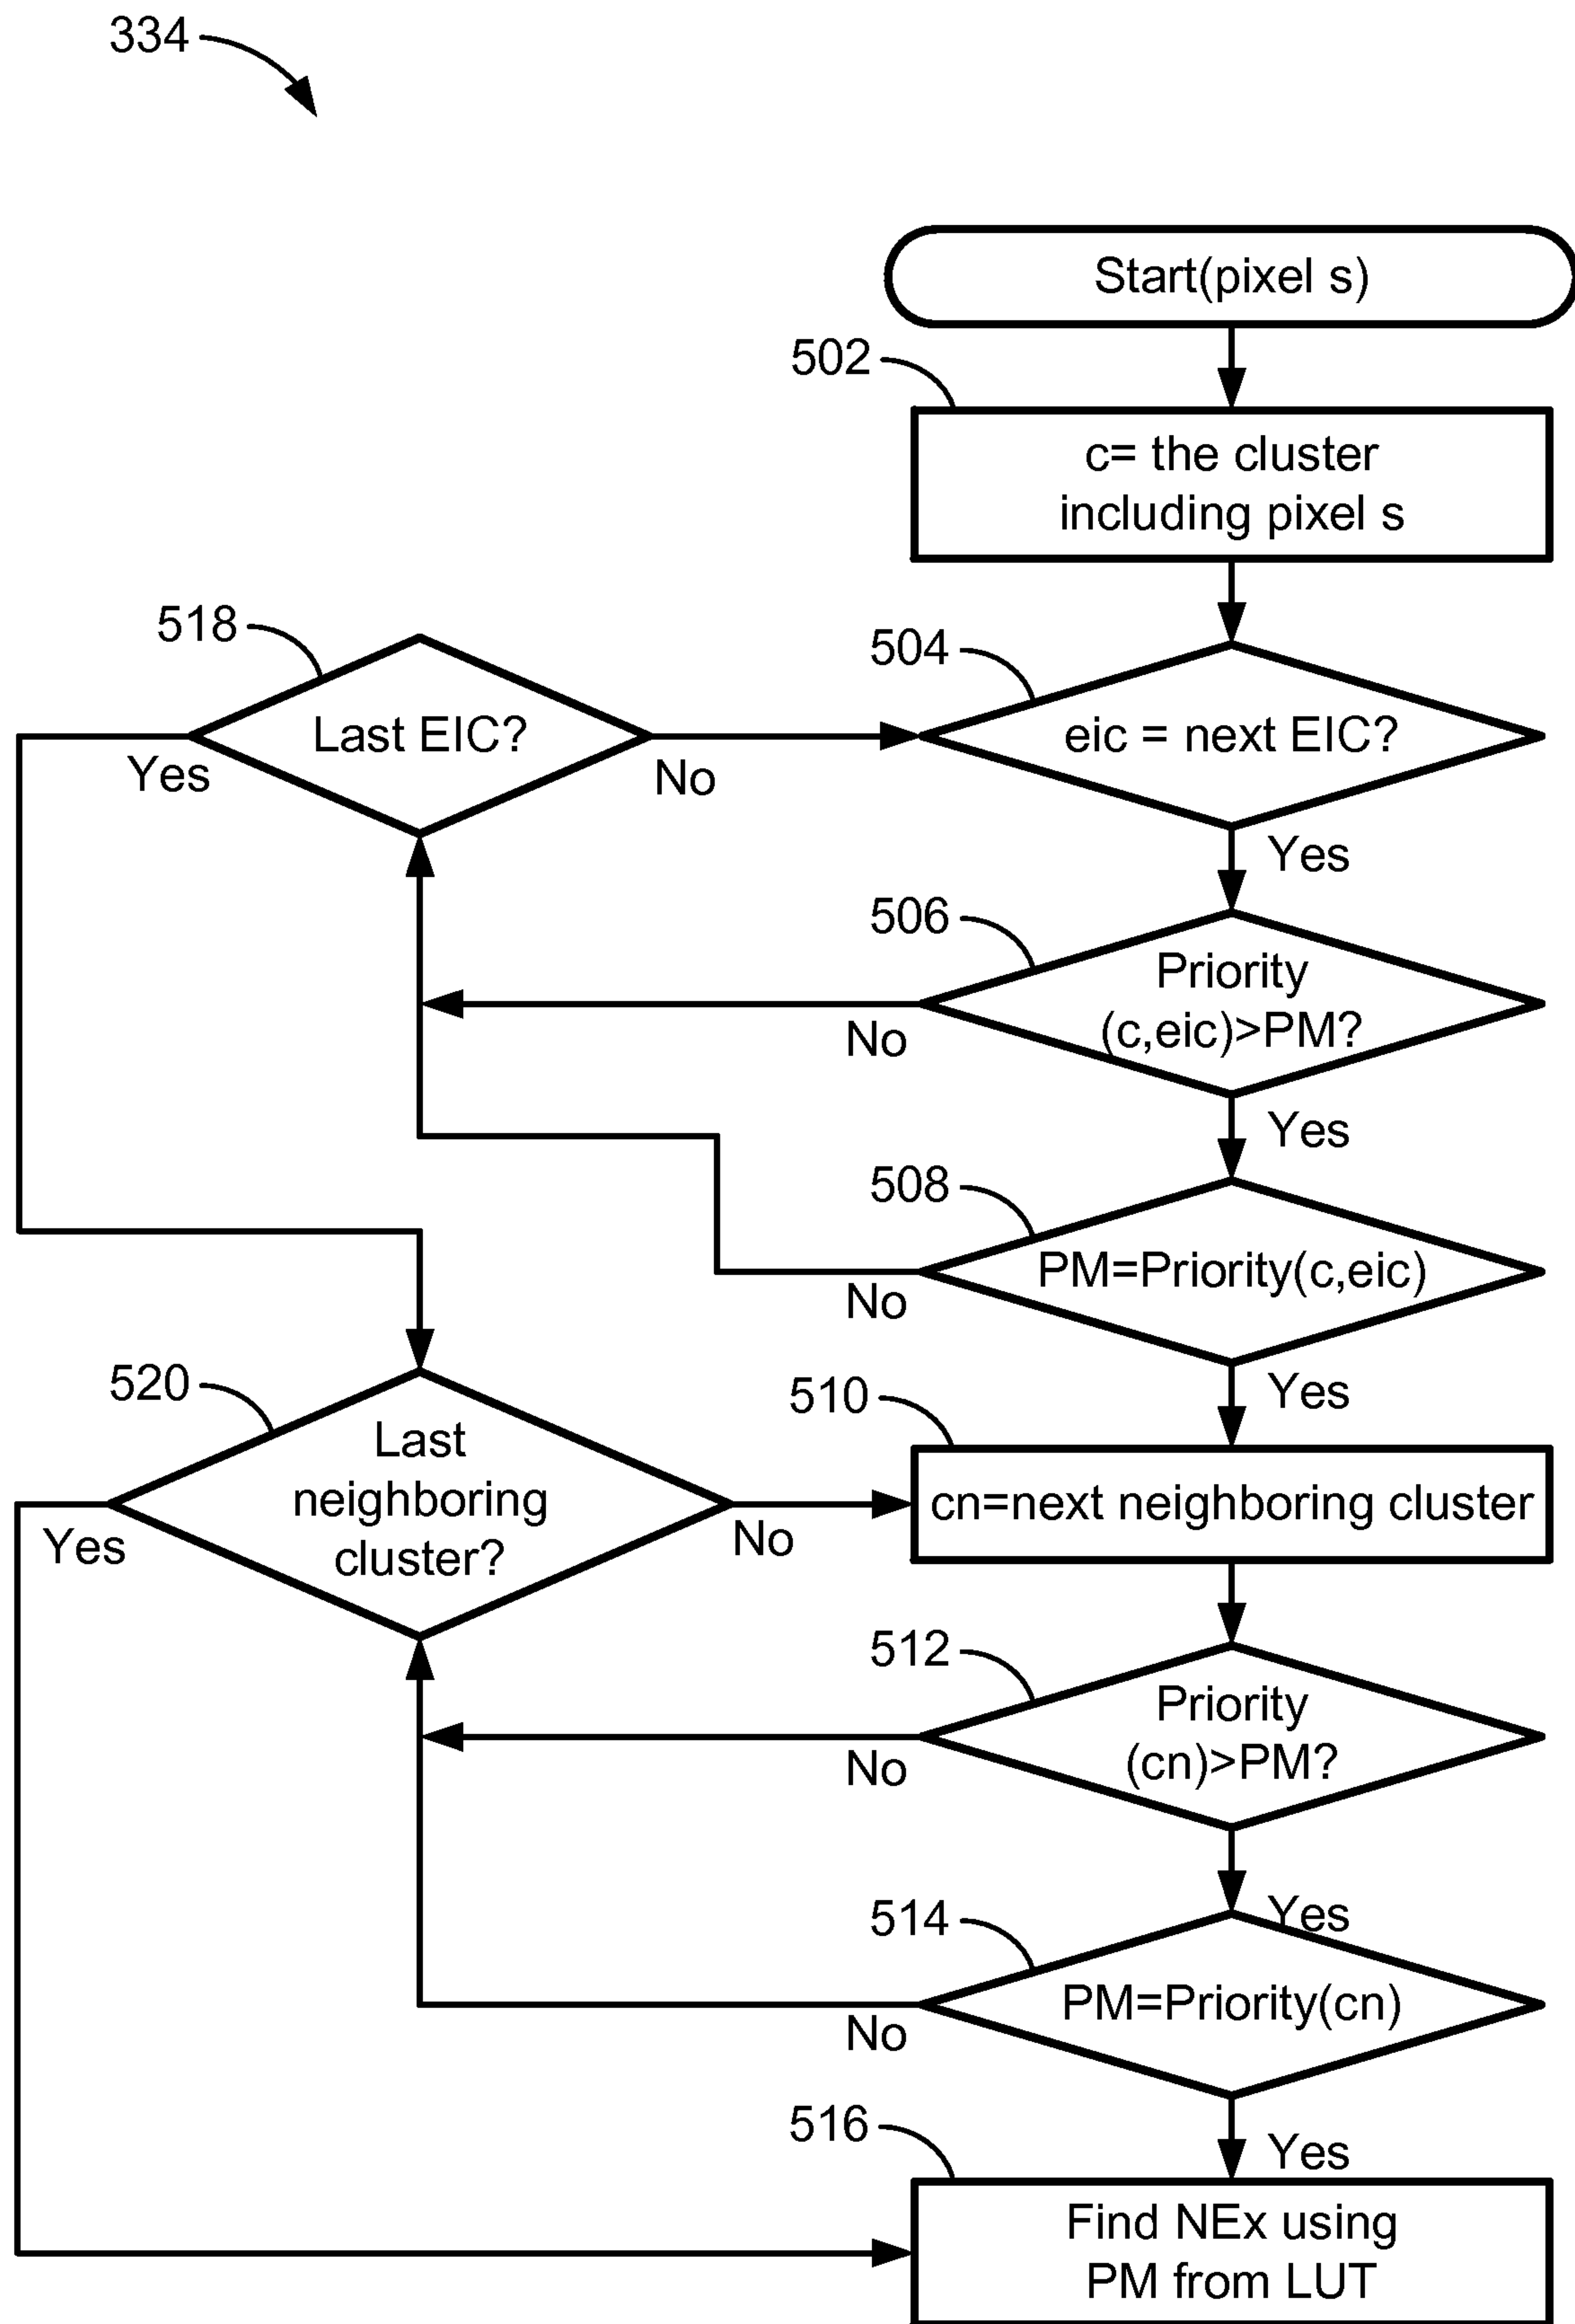 334
Start(pixel s)
502
c= the cluster
including pixel s
518
504
Last EIC?
eic = next EIC?
Yes
No
Yes
506
Priority
(c,eic)>PM?
No
Yes
508
PM=Priority(c,eic)
No
Yes
520
510
Last
neighboring
cluster?
cn=next neighboring cluster
Yes
No
512
Priority
(cn)>PM?
No
Yes
514
PM=Priority(cn)
No
Yes
516
Find NEx using
PM from LUT